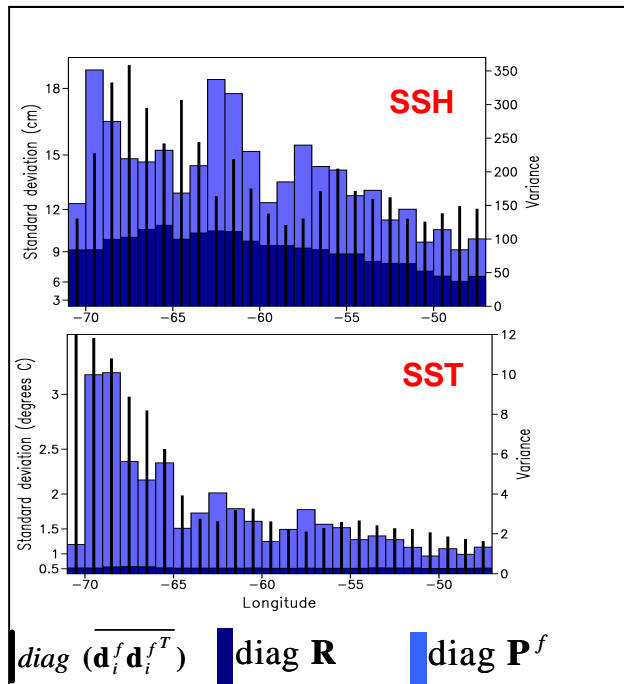 SSH
Standard deviation (cm)
18
15
12
9
6
3
350
300
250
200
150
100
50
0
Variance
−70 −65 −60 −55 −50
SST
Standard deviation (degrees C)
3
2.5
2
1.5
1
0.5
12
10
8
6
4
2
0
Variance
−70 −65 −60 −55 −50
Longitude
diag (d_i^f d_i^{f^T}) diag R diag P^f